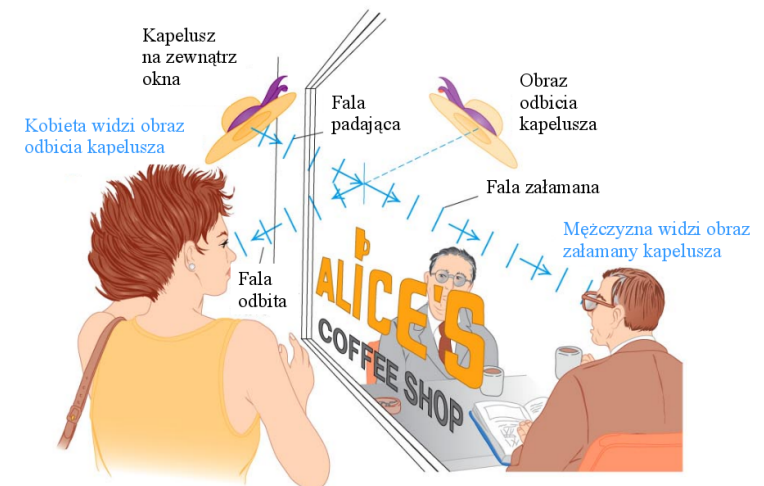 Kapelusz
na zewnątrz
okna
Fala
padająca
Obraz
odbicia
kapelusza
Kobieta widzi obraz
odbicia kapelusza
Fala załamana
Mężczyzna widzi obraz
załamany kapelusza
Fala
odbita
ALICE'S
COFFEE SHOP